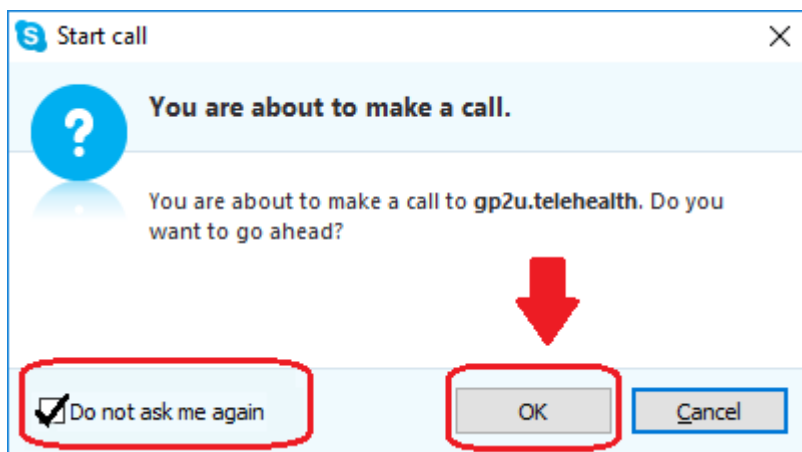 Start call
You are about to make a call.
You are about to make a call to gp2u.telehealth. Do you
want to go ahead?
Do not ask me again
OK
Cancel